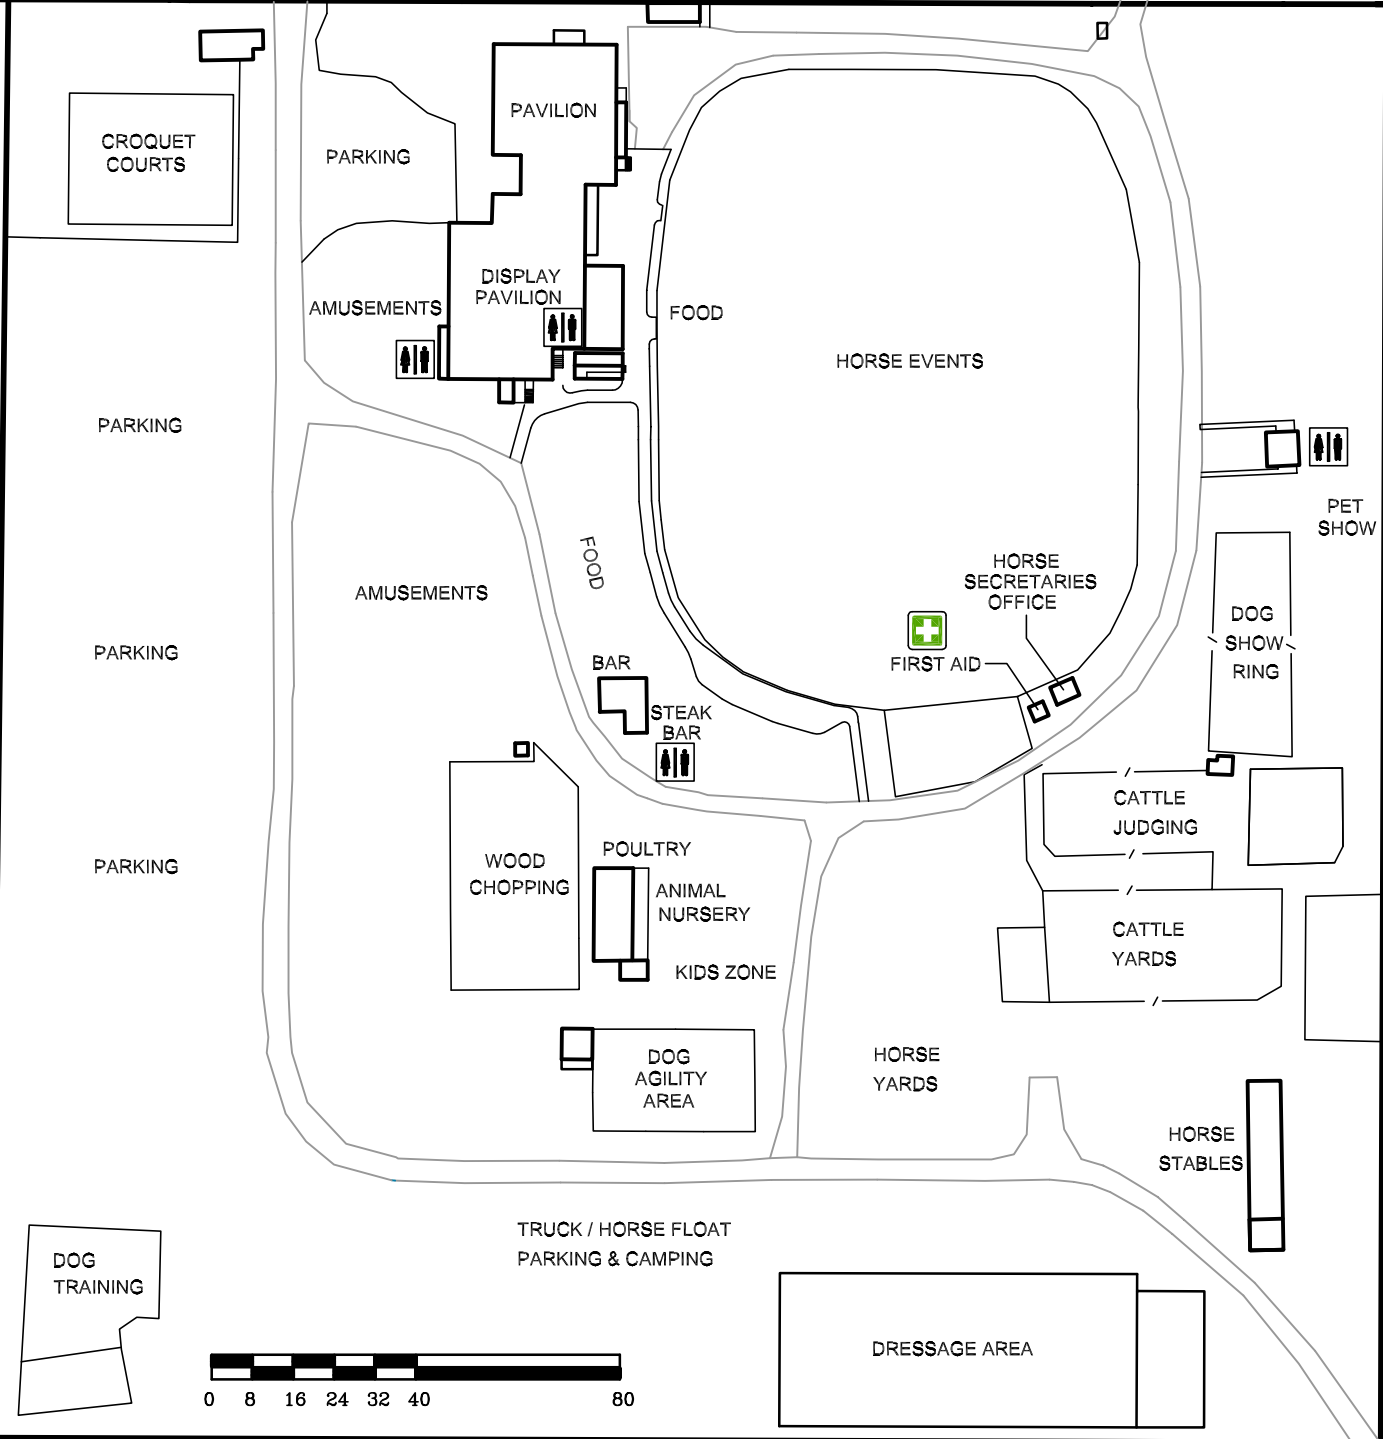 PAVILION
CROQUET
COURTS
PARKING
DISPLAY
PAVILION
AMUSEMENTS
FOOD
HORSE EVENTS
PARKING
PET
SHOW
FOOD
HORSE
SECRETARIES
OFFICE
AMUSEMENTS
DOG
SHOW
RING
PARKING
BAR
FIRST AID
STEAK
BAR
CATTLE
JUDGING
POULTRY
WOOD
CHOPPING
PARKING
ANIMAL
NURSERY
CATTLE
YARDS
KIDS ZONE
DOG
AGILITY
AREA
HORSE
YARDS
HORSE
STABLES
TRUCK / HORSE FLOAT
PARKING & CAMPING
DOG
TRAINING
DRESSAGE AREA
0 8 16 24 32 40 80